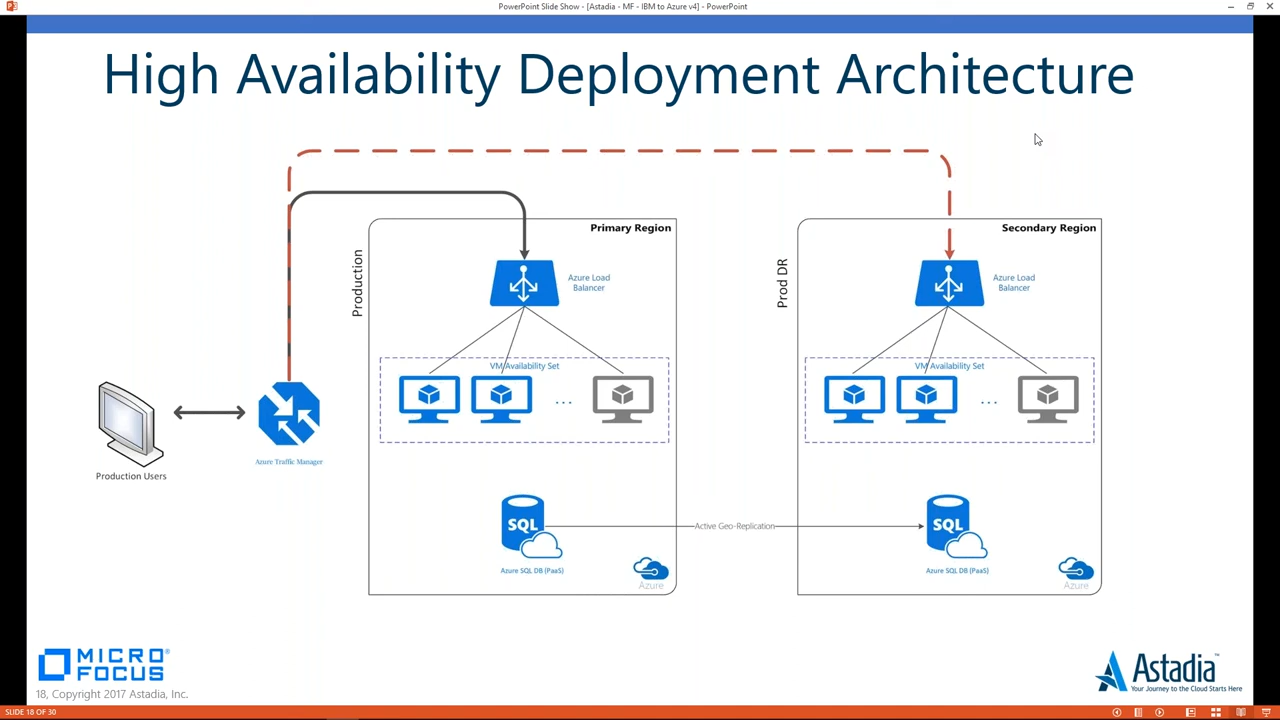 PowerPoint Slide Show - [Astadia - MF - IBM to Azure v4] - PowerPoint
High Availability Deployment Architecture
Primary Region
Secondary Region
Production
Prod DR
Azure Load
Balancer
Azure Load
Balancer
VM Availability Set
VM Availability Set
...
...
Production Users
Azure Traffic Manager
SQL
SQL
Active Geo-Replication
Azure SQL DB (PaaS)
Azure SQL DB (PaaS)
Azure
Azure
MICRO
FOCUS®
Astadia™
Your Journey to the Cloud Starts Here
18, Copyright 2017 Astadia, Inc.
SLIDE 18 OF 30